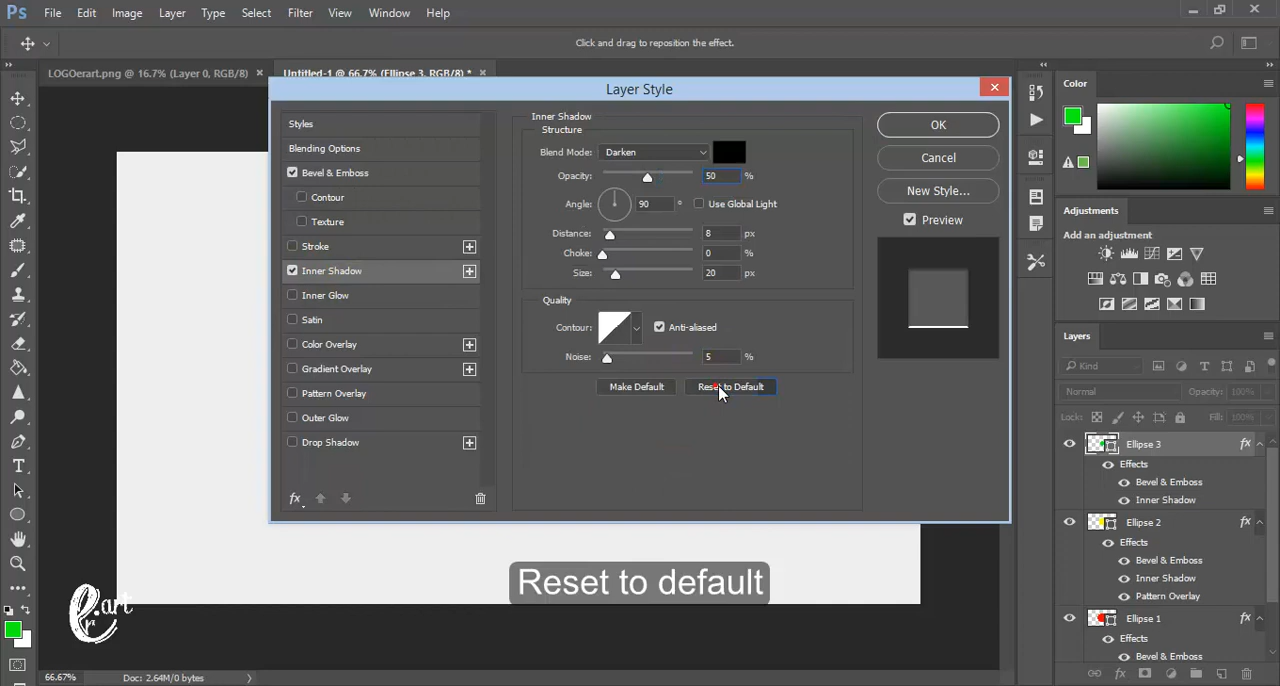 Ps File Edit Image Layer Type Select Filter View Window Help
Click and drag to reposition the effect.
LOGOerart.png @ 16.7% (Layer 0, RGB/8) × Untitled-1 @ 66.7% (Ellipse 3, RGB/8) * ×
Layer Style
Styles
Blending Options
Bevel & Emboss
Contour
Texture
Stroke
Inner Shadow
Inner Glow
Satin
Color Overlay
Gradient Overlay
Pattern Overlay
Outer Glow
Drop Shadow
fx
Inner Shadow
Structure
Blend Mode: Darken
Opacity: 50 %
Angle: 90 ° Use Global Light
Distance: 8 px
Choke: 0 %
Size: 20 px
Quality
Contour: Anti-aliased
Noise: 5 %
Make Default Reset to Default
OK
Cancel
New Style...
Preview
Color
Adjustments
Add an adjustment
Layers
Kind
Normal Opacity: 100%
Lock: Fill: 100%
Ellipse 3 fx
Effects
Bevel & Emboss
Inner Shadow
Ellipse 2 fx
Effects
Bevel & Emboss
Inner Shadow
Pattern Overlay
Ellipse 1 fx
Effects
Bevel & Emboss
fx
Reset to default
66.67% Doc: 2.64M/0 bytes